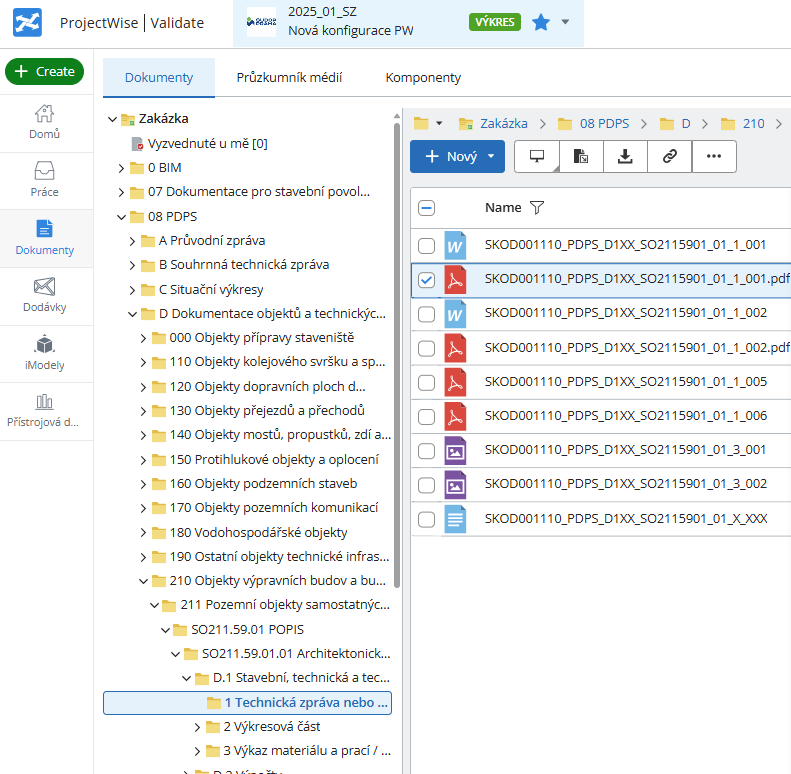 ProjectWise | Validate
2025_01_SZ
Nová konfigurace PW
VÝKRES
Create
Domů
Práce
Dokumenty
Dodávky
iModely
Přístrojová d...
Dokumenty
Průzkumník médií
Komponenty
Zakázka
Vyzvednuté u mě [0]
0 BIM
07 Dokumentace pro stavební povol...
08 PDPS
A Průvodní zpráva
B Souhrnná technická zpráva
C Situační výkresy
D Dokumentace objektů a technickýc...
000 Objekty přípravy staveniště
110 Objekty kolejového svršku a sp...
120 Objekty dopravních ploch d...
130 Objekty přejezdů a přechodů
140 Objekty mostů, propustků, zdí a...
150 Protihlukové objekty a oplocení
160 Objekty podzemních staveb
170 Objekty pozemních komunikací
180 Vodohospodářské objekty
190 Ostatní objekty technické infras...
210 Objekty výpravních budov a bu...
211 Pozemní objekty samostatnýc...
SO211.59.01 POPIS
SO211.59.01.01 Architektonick...
D.1 Stavební, technická a tec...
1 Technická zpráva nebo ...
2 Výkresová část
3 Výkaz materiálu a prací / ...
Zakázka
08 PDPS
D
210
Nový
Name
SKOD001110_PDPS_D1XX_SO2115901_01_1_001
SKOD001110_PDPS_D1XX_SO2115901_01_1_001.pdf
SKOD001110_PDPS_D1XX_SO2115901_01_1_002
SKOD001110_PDPS_D1XX_SO2115901_01_1_002.pdf
SKOD001110_PDPS_D1XX_SO2115901_01_1_005
SKOD001110_PDPS_D1XX_SO2115901_01_1_006
SKOD001110_PDPS_D1XX_SO2115901_01_3_001
SKOD001110_PDPS_D1XX_SO2115901_01_3_002
SKOD001110_PDPS_D1XX_SO2115901_01_X_XXX